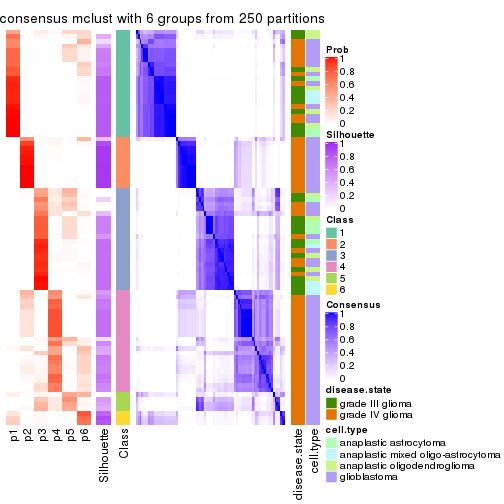 consensus mclust with 6 groups from 250 partitions
Prob
1
0.8
0.6
0.4
0.2
0
Silhouette
1
0.8
0.6
0.4
0.2
0
Class
1
2
3
4
5
6
Consensus
1
0.8
0.6
0.4
0.2
0
disease.state
grade III glioma
grade IV glioma
cell.type
anaplastic astrocytoma
anaplastic mixed oligo-astrocytoma
anaplastic oligodendroglioma
glioblastoma
p1
p2
p3
p4
p5
p6
Silhouette
Class
disease.state
cell.type